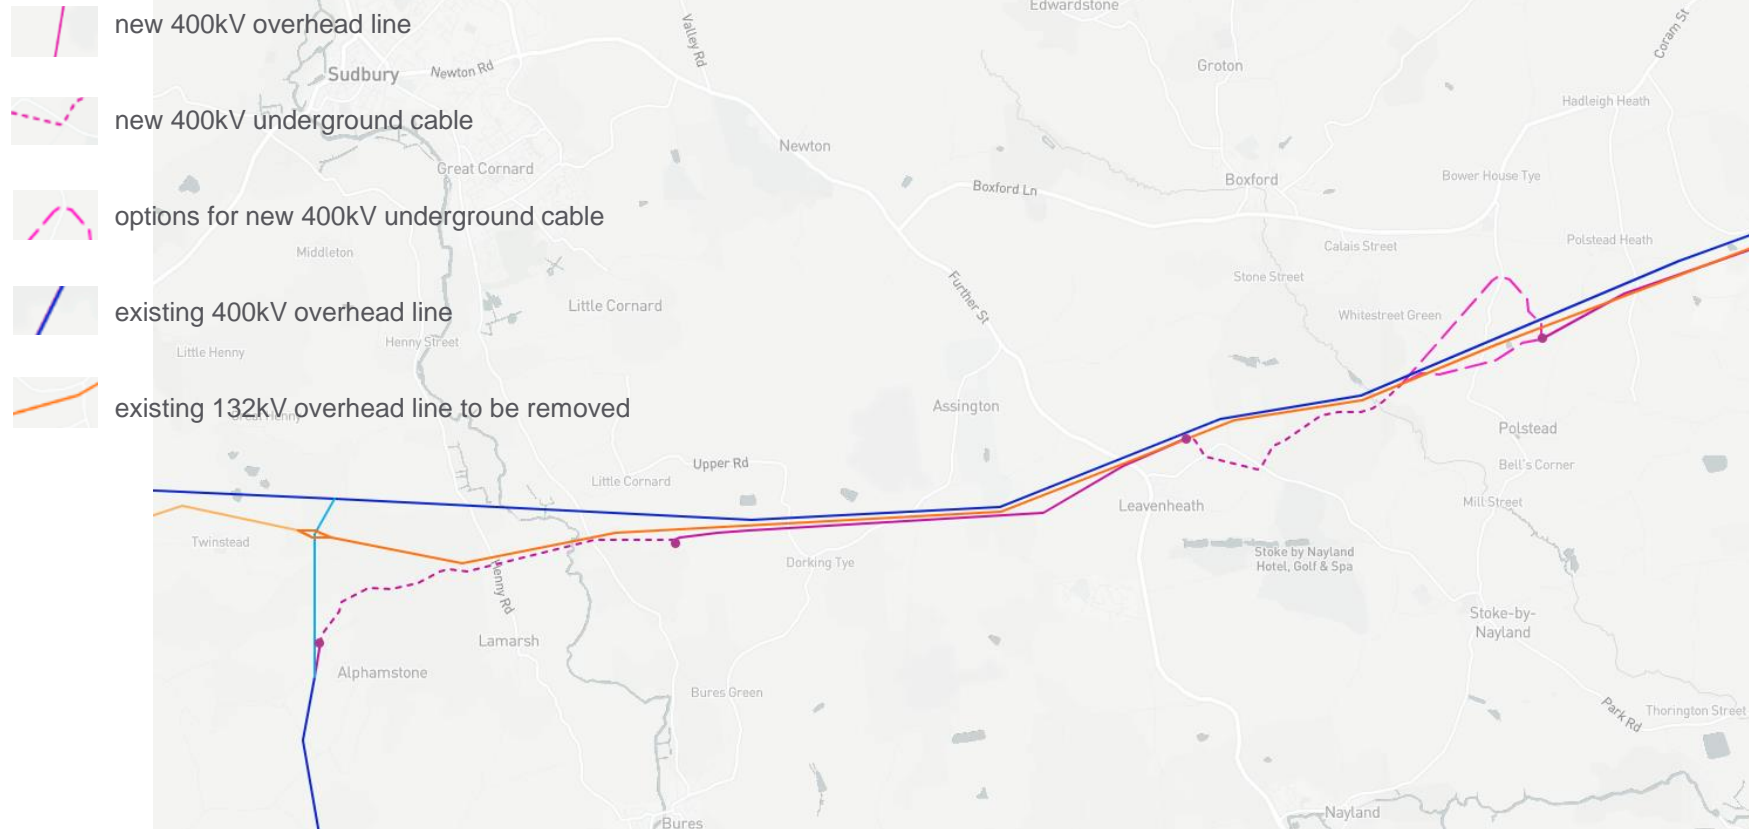 new 400kV overhead line
new 400kV underground cable
options for new 400kV underground cable
existing 400kV overhead line
existing 132kV overhead line to be removed
Edwardstone
Valley Rd
Coram St
Sudbury
Newton Rd
Groton
Hadleigh Heath
Newton
Great Cornard
Boxford Ln
Boxford
Bower House Tye
Middleton
Calais Street
Polstead Heath
Stone Street
Further St
Little Cornard
Whitestreet Green
Henny Street
Little Henny
Great Henny
Assington
Polstead
Upper Rd
Bell's Corner
Little Cornard
Leavenheath
Mill Street
Twinstead
Dorking Tye
Stoke by Nayland
Hotel, Golf & Spa
Henny Rd
Stoke-by-
Nayland
Lamarsh
Alphamstone
Bures Green
Park Rd
Thorington Street
Nayland
Bures